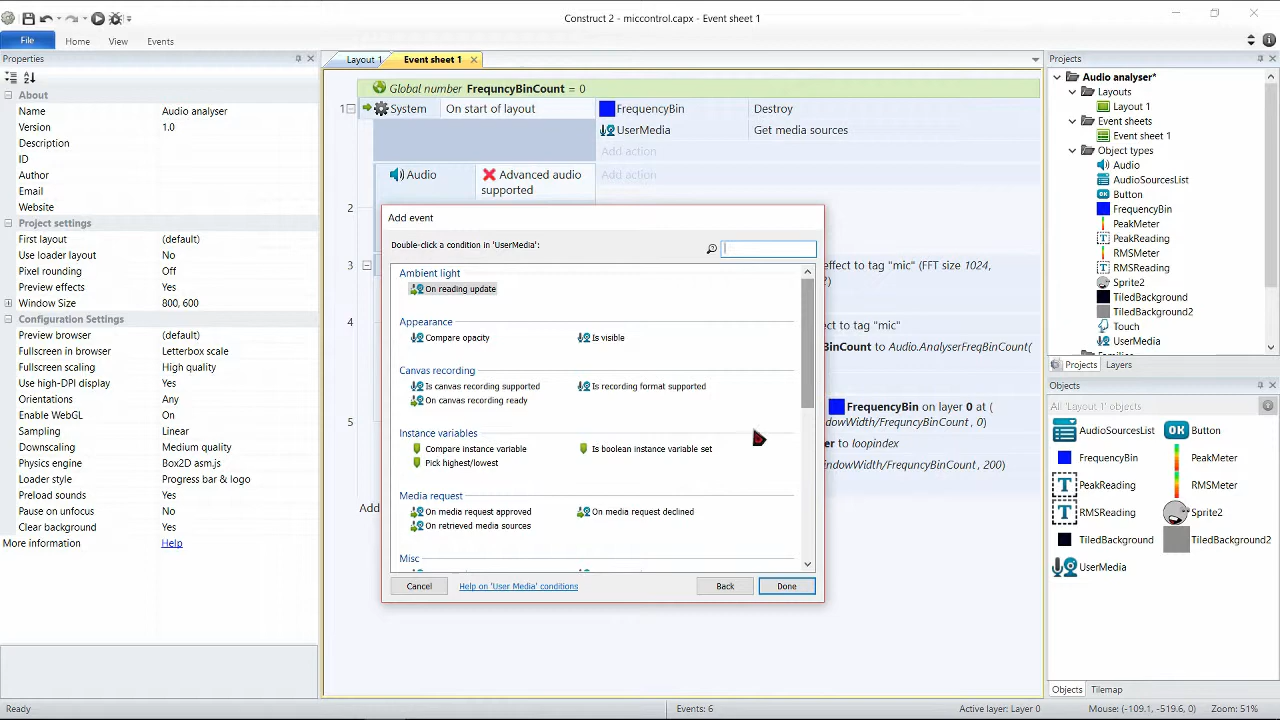 Construct 2 - miccontrol.capx - Event sheet 1
File Home View Events
Properties
About
Name Audio analyser
Version 1.0
Description
ID
Author
Email
Website
Project settings
First layout (default)
Use loader layout No
Pixel rounding Off
Preview effects Yes
Window Size 800, 600
Configuration Settings
Preview browser (default)
Fullscreen in browser Letterbox scale
Fullscreen scaling High quality
Use high-DPI display Yes
Orientations Any
Enable WebGL On
Sampling Linear
Downscaling Medium quality
Physics engine Box2D asm.js
Loader style Progress bar & logo
Preload sounds Yes
Pause on unfocus No
Clear background Yes
More information Help
Layout 1 Event sheet 1
Global number FrequncyBinCount = 0
1 System On start of layout FrequencyBin Destroy
UserMedia Get media sources
Add action
Audio Advanced audio supported Add action
2
3 effect to tag "mic" (FFT size 1024,
2)
4 ct to tag "mic"
BinCount to Audio.AnalyserFreqBinCount(
5 FrequencyBin on layer 0 at (
indowWidth/FrequncyBinCount , 0)
er to loopindex
indowWidth/FrequncyBinCount , 200)
Add
Add event
Double-click a condition in 'UserMedia':
Ambient light
On reading update
Appearance
Compare opacity Is visible
Canvas recording
Is canvas recording supported Is recording format supported
On canvas recording ready
Instance variables
Compare instance variable Is boolean instance variable set
Pick highest/lowest
Media request
On media request approved On media request declined
On retrieved media sources
Misc
Cancel Help on 'User Media' conditions Back Done
Projects
Audio analyser*
Layouts
Layout 1
Event sheets
Event sheet 1
Object types
Audio
AudioSourcesList
Button
FrequencyBin
PeakMeter
PeakReading
RMSMeter
RMSReading
Sprite2
TiledBackground
TiledBackground2
Touch
UserMedia
Projects Layers
Objects
All 'Layout 1' objects
AudioSourcesList OK Button
FrequencyBin PeakMeter
PeakReading RMSMeter
RMSReading Sprite2
TiledBackground TiledBackground2
UserMedia
Objects Tilemap
Ready Events: 6 Active layer: Layer 0 Mouse: (-109.1, -519.6, 0) Zoom: 51%